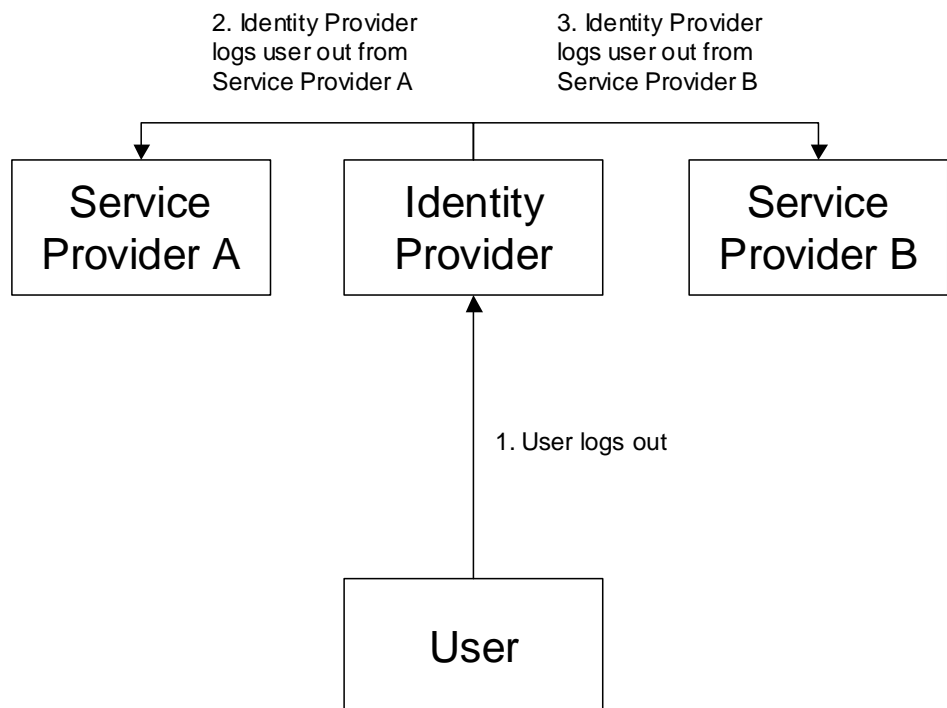 2. Identity Provider
logs user out from
Service Provider A
3. Identity Provider
logs user out from
Service Provider B
Service
Provider A
Identity
Provider
Service
Provider B
1. User logs out
User